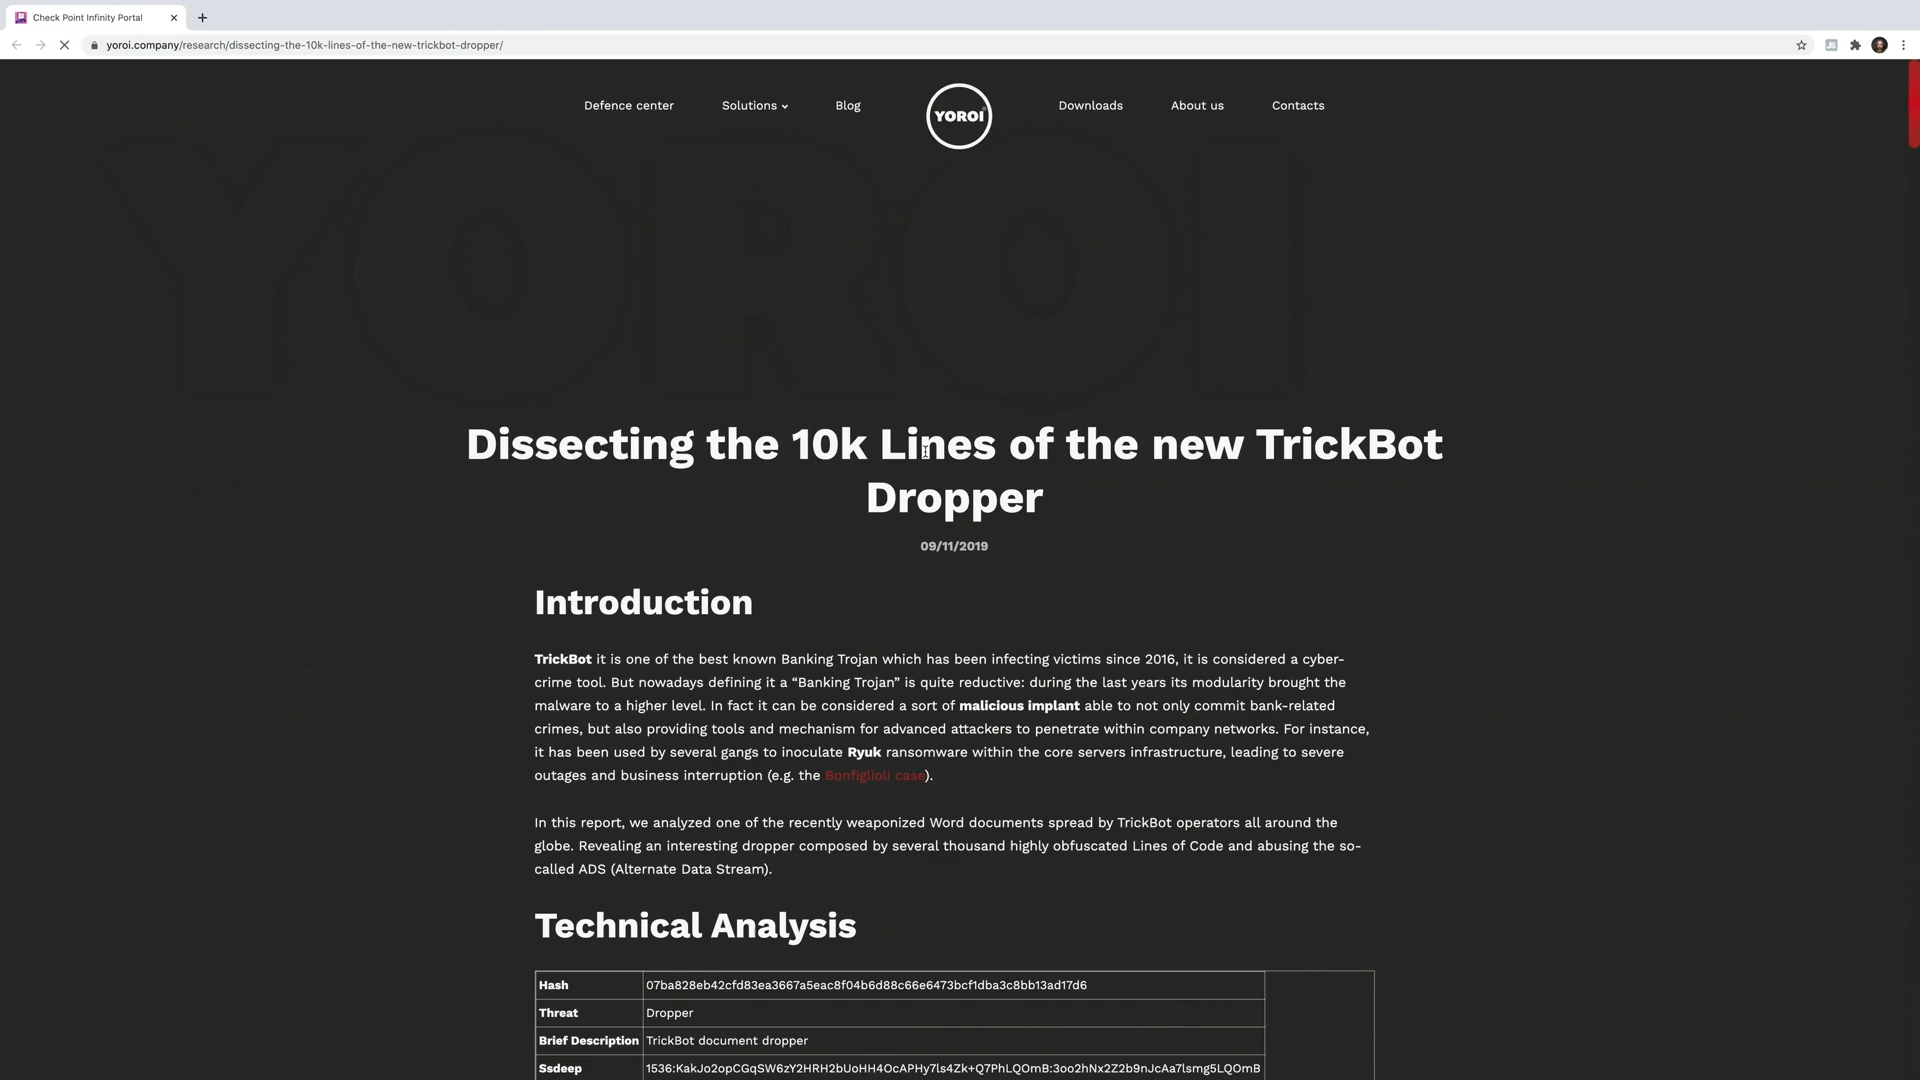 Check Point Infinity Portal
yoroi.company/research/dissecting-the-10k-lines-of-the-new-trickbot-dropper/
Defence center Solutions Blog YOROI Downloads About us Contacts
YOROI
Dissecting the 10k Lines of the new TrickBot
Dropper
09/11/2019
Introduction
TrickBot it is one of the best known Banking Trojan which has been infecting victims since 2016, it is considered a cyber-
crime tool. But nowadays defining it a “Banking Trojan” is quite reductive: during the last years its modularity brought the
malware to a higher level. In fact it can be considered a sort of malicious implant able to not only commit bank-related
crimes, but also providing tools and mechanism for advanced attackers to penetrate within company networks. For instance,
it has been used by several gangs to inoculate Ryuk ransomware within the core servers infrastructure, leading to severe
outages and business interruption (e.g. the Bonfiglioli case).
In this report, we analyzed one of the recently weaponized Word documents spread by TrickBot operators all around the
globe. Revealing an interesting dropper composed by several thousand highly obfuscated Lines of Code and abusing the so-
called ADS (Alternate Data Stream).
Technical Analysis
Hash 07ba828eb42cfd83ea3667a5eac8f04b6d88c66e6473bcf1dba3c8bb13ad17d6
Threat Dropper
Brief Description TrickBot document dropper
Ssdeep 1536:KakJo2opCGqSW6zY2HRH2bUoHH4OcAPHy7ls4Zk+Q7PhLQOmB:3oo2hNx2Z2b9nJcAa7lsmg5LQOmB